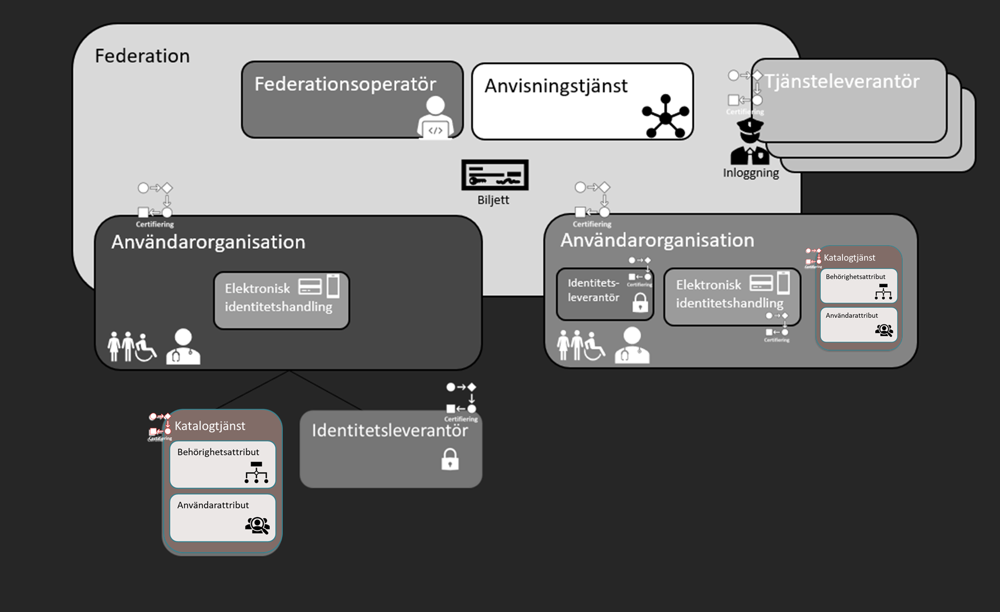 Federation
Federationsoperatör
Anvisningstjänst
Tjänsteleverantör
Certifiering
Inloggning
Biljett
Certifiering
Användarorganisation
Elektronisk
identitetshandling
Certifiering
Användarorganisation
Identitets-
leverantör
Certifiering
Elektronisk
identitetshandling
Certifiering
Certifiering
Katalogtjänst
Behörighetsattribut
Användarattribut
Certifiering
Katalogtjänst
Behörighetsattribut
Användarattribut
Certifiering
Identitetsleverantör